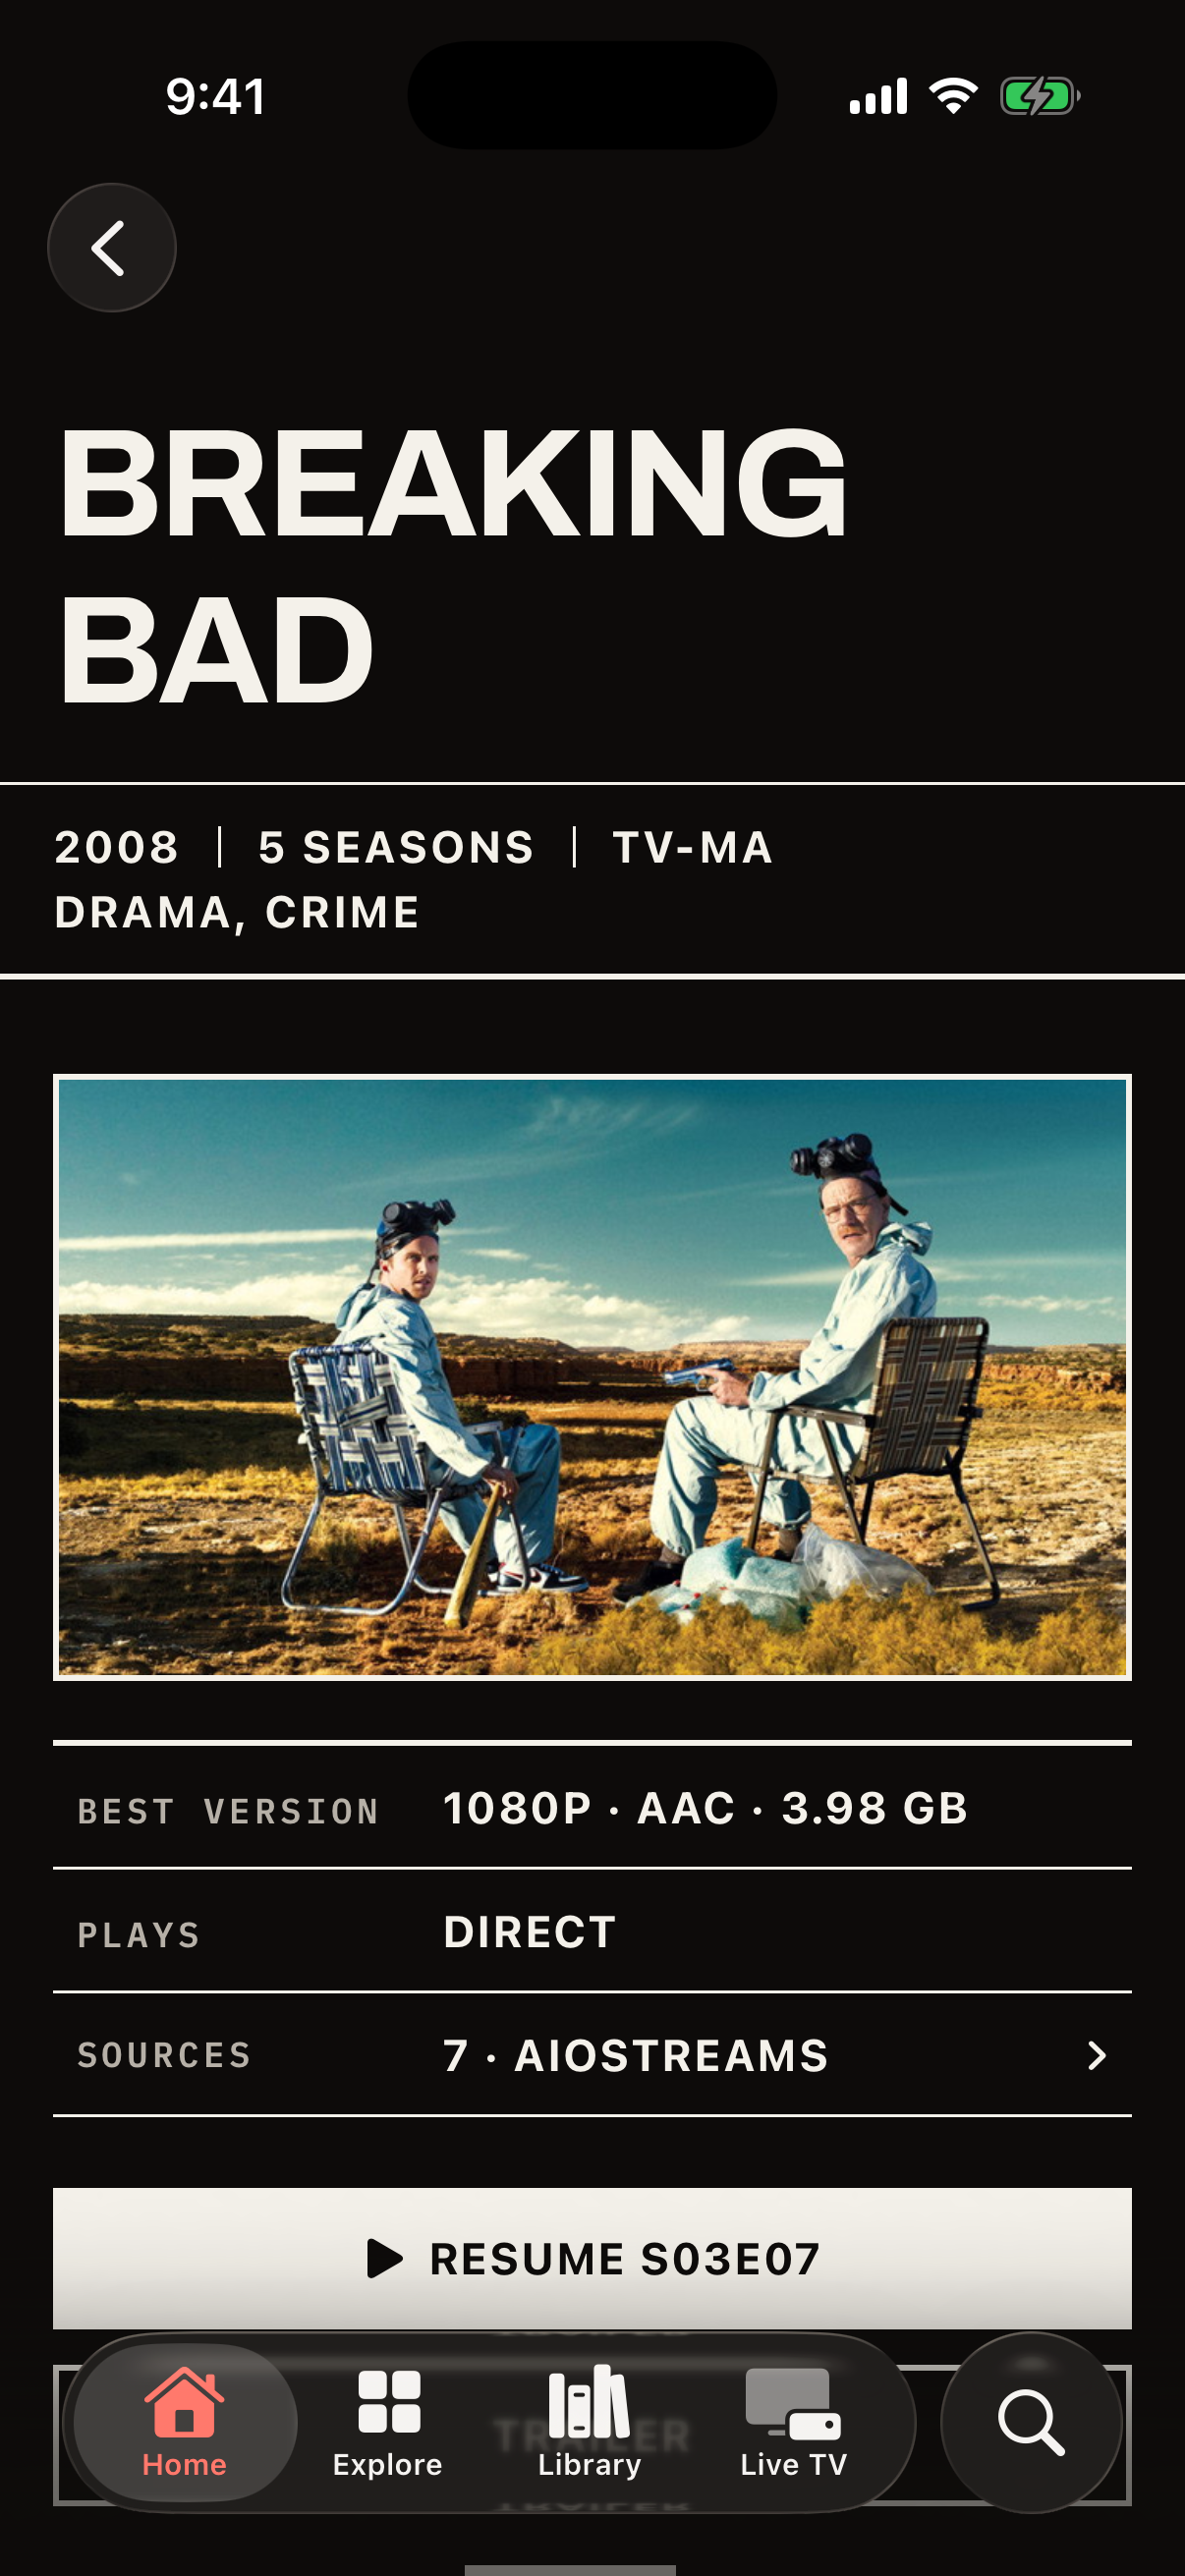 9:41
BREAKING
BAD
2008 | 5 SEASONS | TV-MA
DRAMA, CRIME
BEST VERSION 1080P · AAC · 3.98 GB
PLAYS DIRECT
SOURCES 7 · AIOSTREAMS
RESUME S03E07
TRAILER
Home Explore Library Live TV